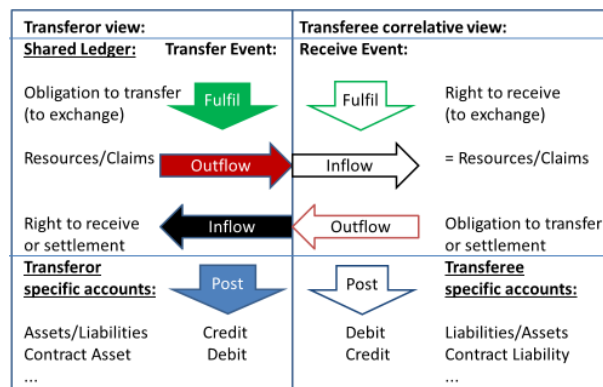 Transferor view: Transferee correlative view:
Shared Ledger: Transfer Event: Receive Event:
Obligation to transfer Fulfil Fulfil Right to receive
(to exchange) (to exchange)
Resources/Claims Outflow Inflow = Resources/Claims
Right to receive Inflow Outflow Obligation to transfer
or settlement or settlement
Transferor Post Post Transferee
specific accounts: specific accounts:
Assets/Liabilities Credit Debit Liabilities/Assets
Contract Asset Debit Credit Contract Liability
... ...